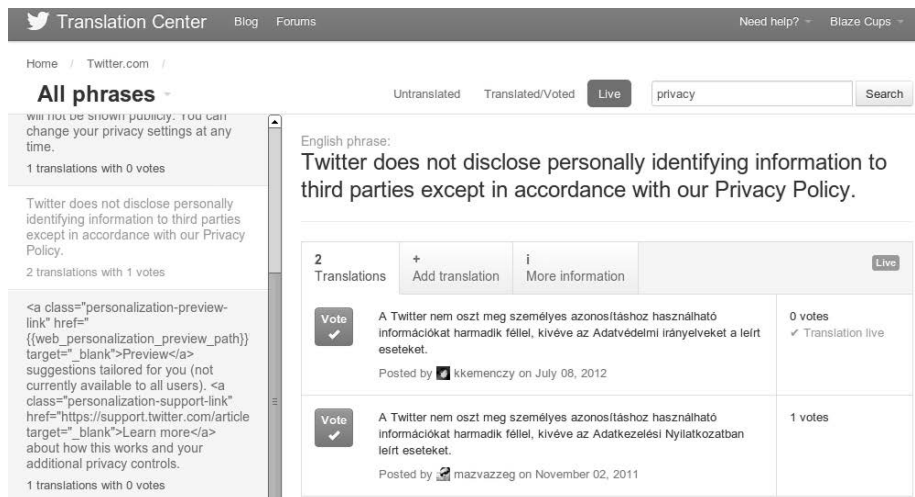 Translation Center Blog Forums Need help? Blaze Cups
Home / Twitter.com /
All phrases Untranslated Translated/Voted Live privacy Search
will not be shown publicly. You can
change your privacy settings at any
time.
1 translations with 0 votes
Twitter does not disclose personally
identifying information to third parties
except in accordance with our Privacy
Policy.
2 translations with 1 votes
<a class="personalization-preview-
link" href="
{{web_personalization_preview_path}}
target="_blank">Preview</a>
suggestions tailored for you (not
currently available to all users). <a
class="personalization-support-link"
href="https://support.twitter.com/article
target="_blank">Learn more</a>
about how this works and your
additional privacy controls.
1 translations with 0 votes
English phrase:
Twitter does not disclose personally identifying information to
third parties except in accordance with our Privacy Policy.
2 Translations
+ Add translation
i More information
Live
Vote
A Twitter nem oszt meg személyes azonosításhoz használható
információkat harmadik féllel, kivéve az Adatvédelmi irányelveket a leírt
eseteket.
Posted by kkemenczy on July 08, 2012
0 votes
✔ Translation live
Vote
A Twitter nem oszt meg személyes azonosításhoz használható
információkat harmadik féllel, kivéve az Adatkezelési Nyilatkozatban
leírt eseteket.
Posted by mazvazzeg on November 02, 2011
1 votes